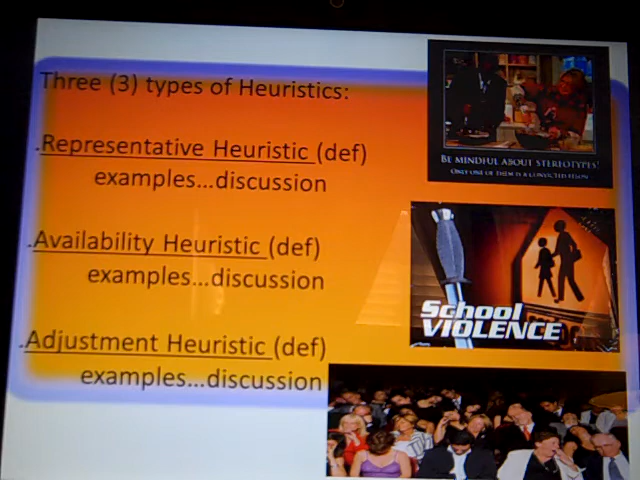 Three (3) types of Heuristics:
.Representative Heuristic (def)
examples...discussion
.Availability Heuristic (def)
examples...discussion
.Adjustment Heuristic (def)
examples...discussion
BE MINDFUL ABOUT STEREOTYPES!
ONLY ONE OF THEM IS A CONVICTED FELON
School
VIOLENCE